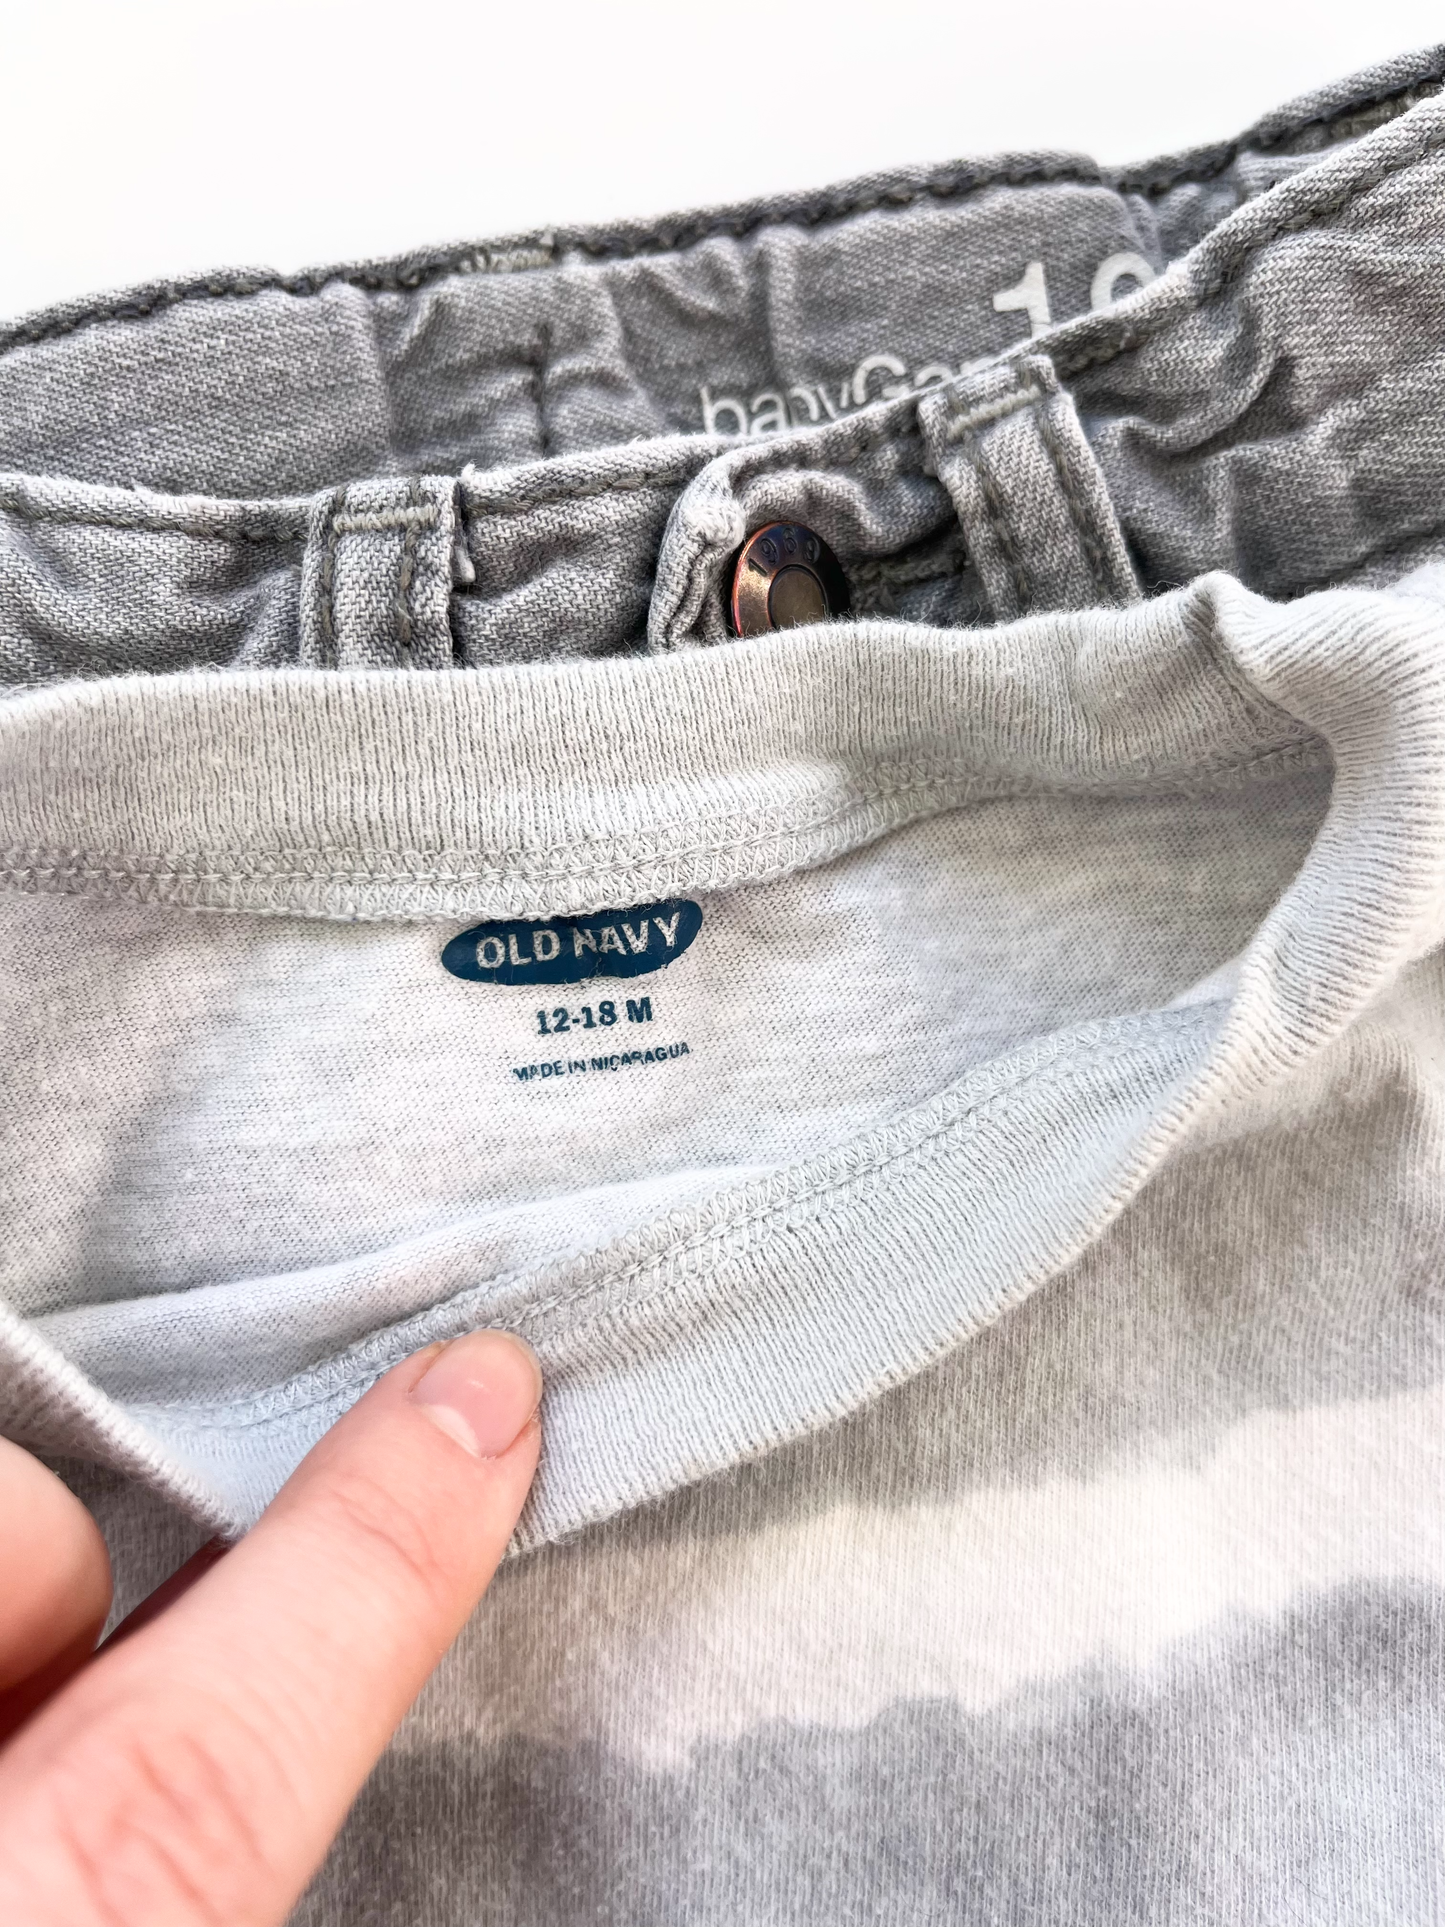 babyGap
1969
OLD NAVY
12-18 M
MADE IN NICARAGUA